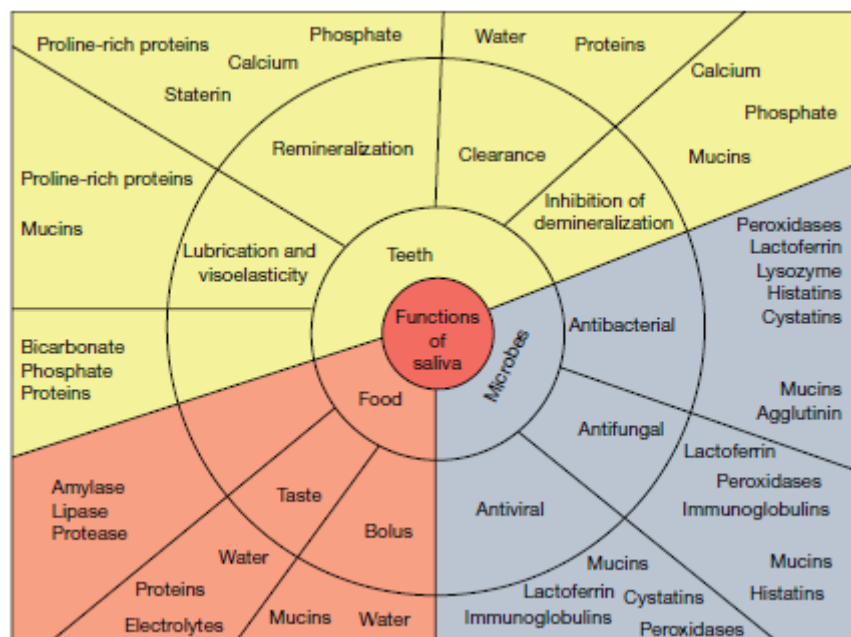 Functions
of
saliva
Teeth
Remineralization
Proline-rich proteins
Phosphate
Calcium
Staterin
Clearance
Water
Proteins
Inhibition of
demineralization
Calcium
Phosphate
Mucins
Lubrication and
visoelasticity
Proline-rich proteins
Mucins
Bicarbonate
Phosphate
Proteins
Microbes
Antibacterial
Peroxidases
Lactoferrin
Lysozyme
Histatins
Cystatins
Mucins
Agglutinin
Antifungal
Lactoferrin
Peroxidases
Immunoglobulins
Mucins
Histatins
Antiviral
Mucins
Lactoferrin
Cystatins
Immunoglobulins
Peroxidases
Food
Amylase
Lipase
Protease
Taste
Water
Proteins
Electrolytes
Bolus
Mucins
Water